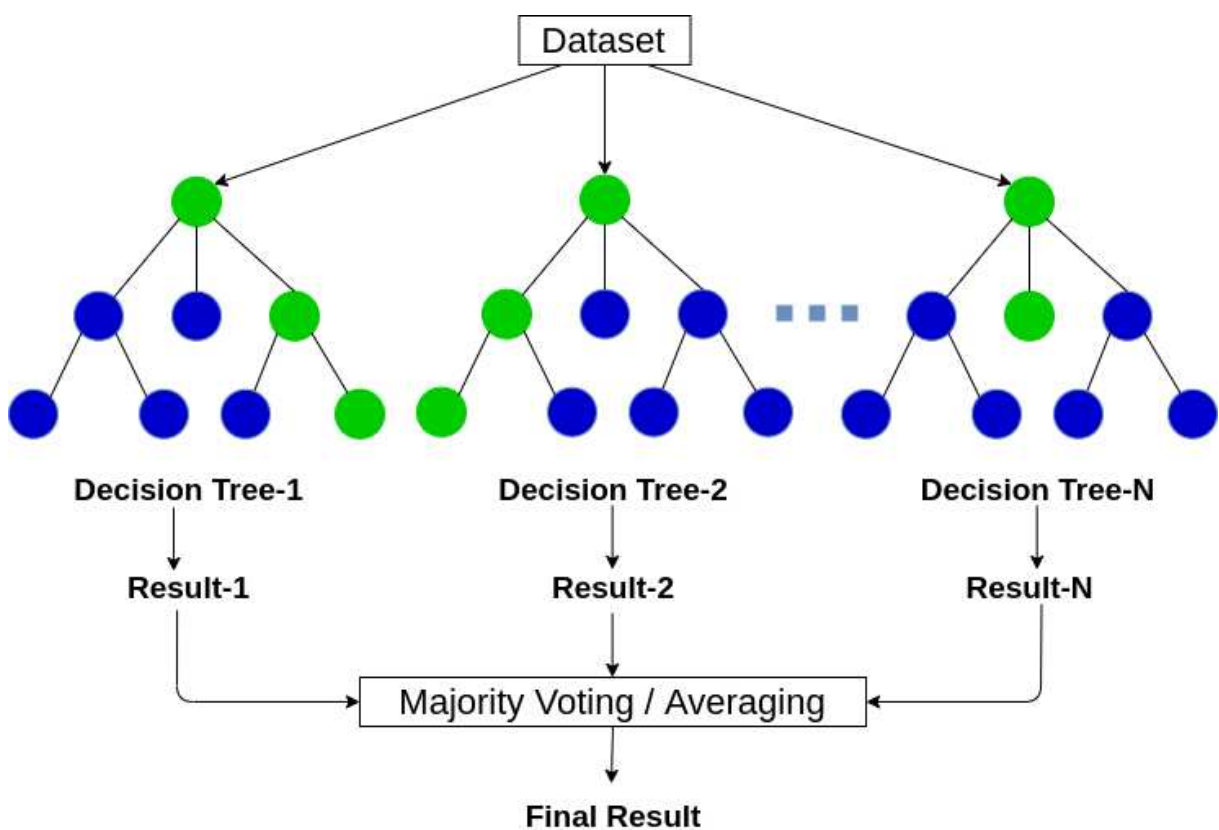 Dataset
Decision Tree-1
Decision Tree-2
Decision Tree-N
Result-1
Result-2
Result-N
Majority Voting / Averaging
Final Result